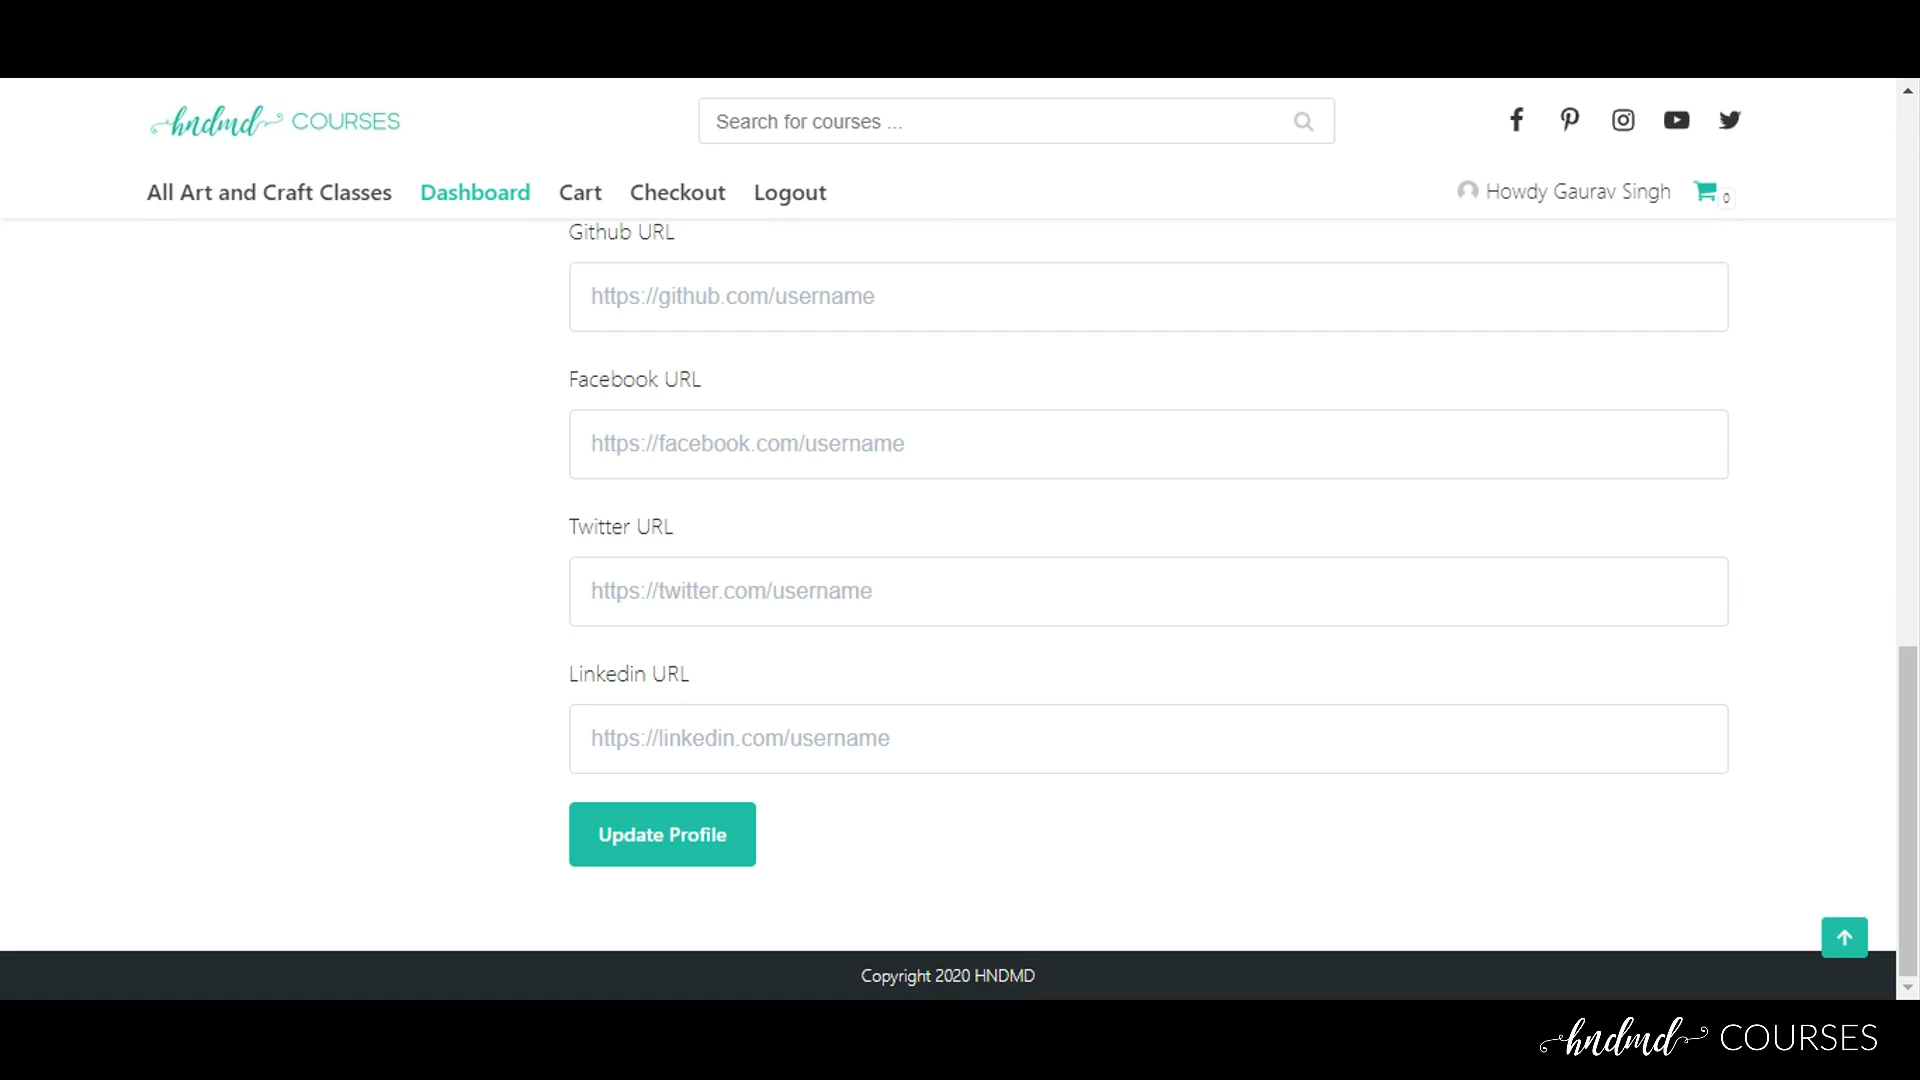 hndmd COURSES
Search for courses ...
All Art and Craft Classes Dashboard Cart Checkout Logout
Howdy Gaurav Singh 0
Github URL
https://github.com/username
Facebook URL
https://facebook.com/username
Twitter URL
https://twitter.com/username
Linkedin URL
https://linkedin.com/username
Update Profile
Copyright 2020 HNDMD
hndmd COURSES